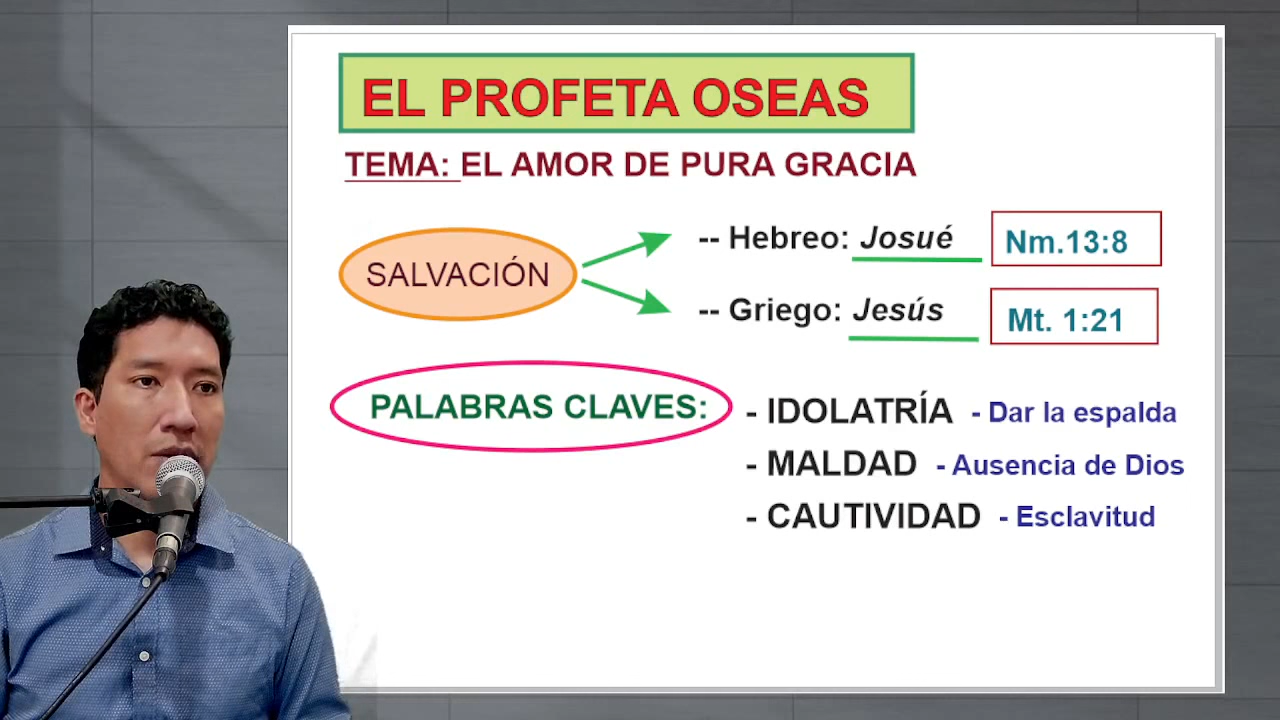 EL PROFETA OSEAS
TEMA: EL AMOR DE PURA GRACIA
SALVACIÓN
-- Hebreo: Josué Nm.13:8
-- Griego: Jesús Mt. 1:21
PALABRAS CLAVES:
- IDOLATRÍA - Dar la espalda
- MALDAD - Ausencia de Dios
- CAUTIVIDAD - Esclavitud